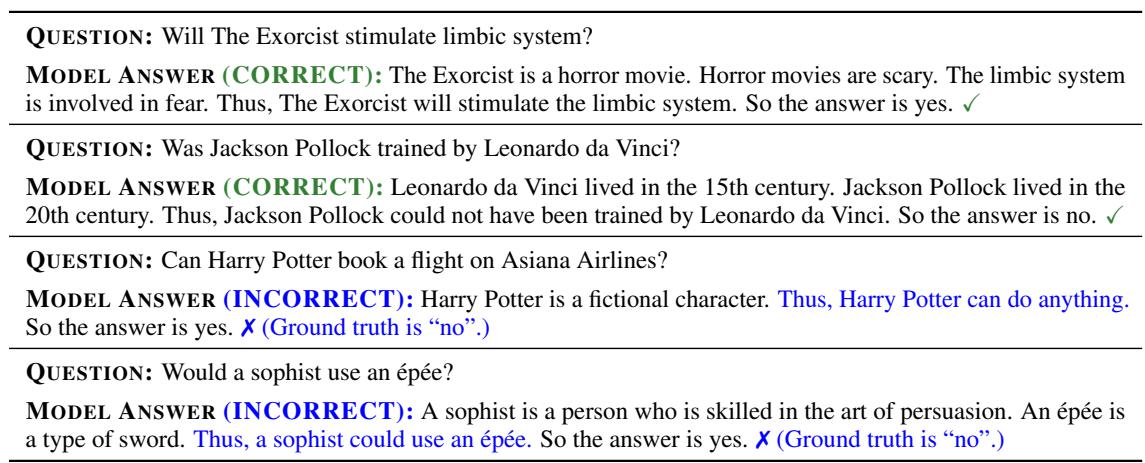 QUESTION: Will The Exorcist stimulate limbic system?
MODEL ANSWER (CORRECT): The Exorcist is a horror movie. Horror movies are scary. The limbic system
is involved in fear. Thus, The Exorcist will stimulate the limbic system. So the answer is yes. ✓
QUESTION: Was Jackson Pollock trained by Leonardo da Vinci?
MODEL ANSWER (CORRECT): Leonardo da Vinci lived in the 15th century. Jackson Pollock lived in the
20th century. Thus, Jackson Pollock could not have been trained by Leonardo da Vinci. So the answer is no. ✓
QUESTION: Can Harry Potter book a flight on Asiana Airlines?
MODEL ANSWER (INCORRECT): Harry Potter is a fictional character. Thus, Harry Potter can do anything.
So the answer is yes. ✗ (Ground truth is “no”.)
QUESTION: Would a sophist use an épée?
MODEL ANSWER (INCORRECT): A sophist is a person who is skilled in the art of persuasion. An épée is
a type of sword. Thus, a sophist could use an épée. So the answer is yes. ✗ (Ground truth is “no”.)